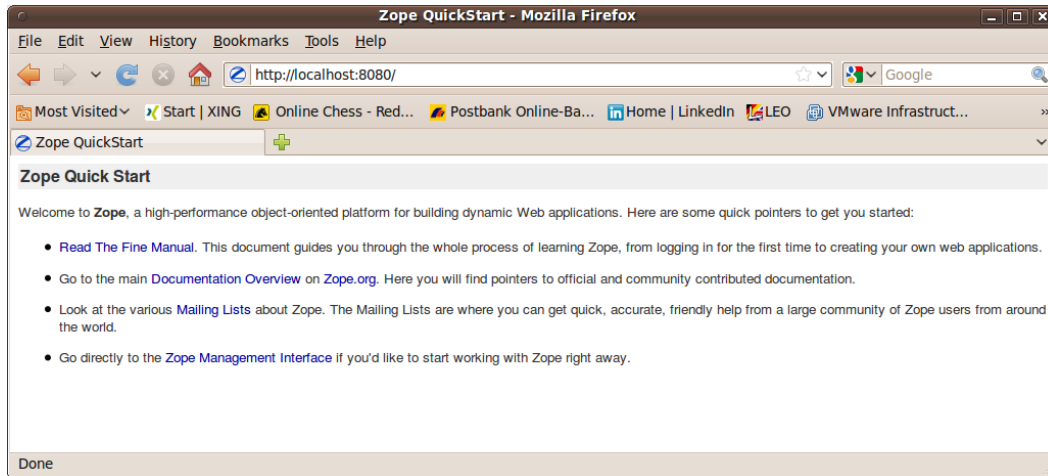 Zope QuickStart - Mozilla Firefox
File Edit View History Bookmarks Tools Help
http://localhost:8080/ Google
Most Visited Start | XING Online Chess - Red... Postbank Online-Ba... Home | LinkedIn LEO VMware Infrastruct... »
Zope QuickStart
Zope Quick Start
Welcome to Zope, a high-performance object-oriented platform for building dynamic Web applications. Here are some quick pointers to get you started:
• Read The Fine Manual. This document guides you through the whole process of learning Zope, from logging in for the first time to creating your own web applications.
• Go to the main Documentation Overview on Zope.org. Here you will find pointers to official and community contributed documentation.
• Look at the various Mailing Lists about Zope. The Mailing Lists are where you can get quick, accurate, friendly help from a large community of Zope users from around
the world.
• Go directly to the Zope Management Interface if you'd like to start working with Zope right away.
Done